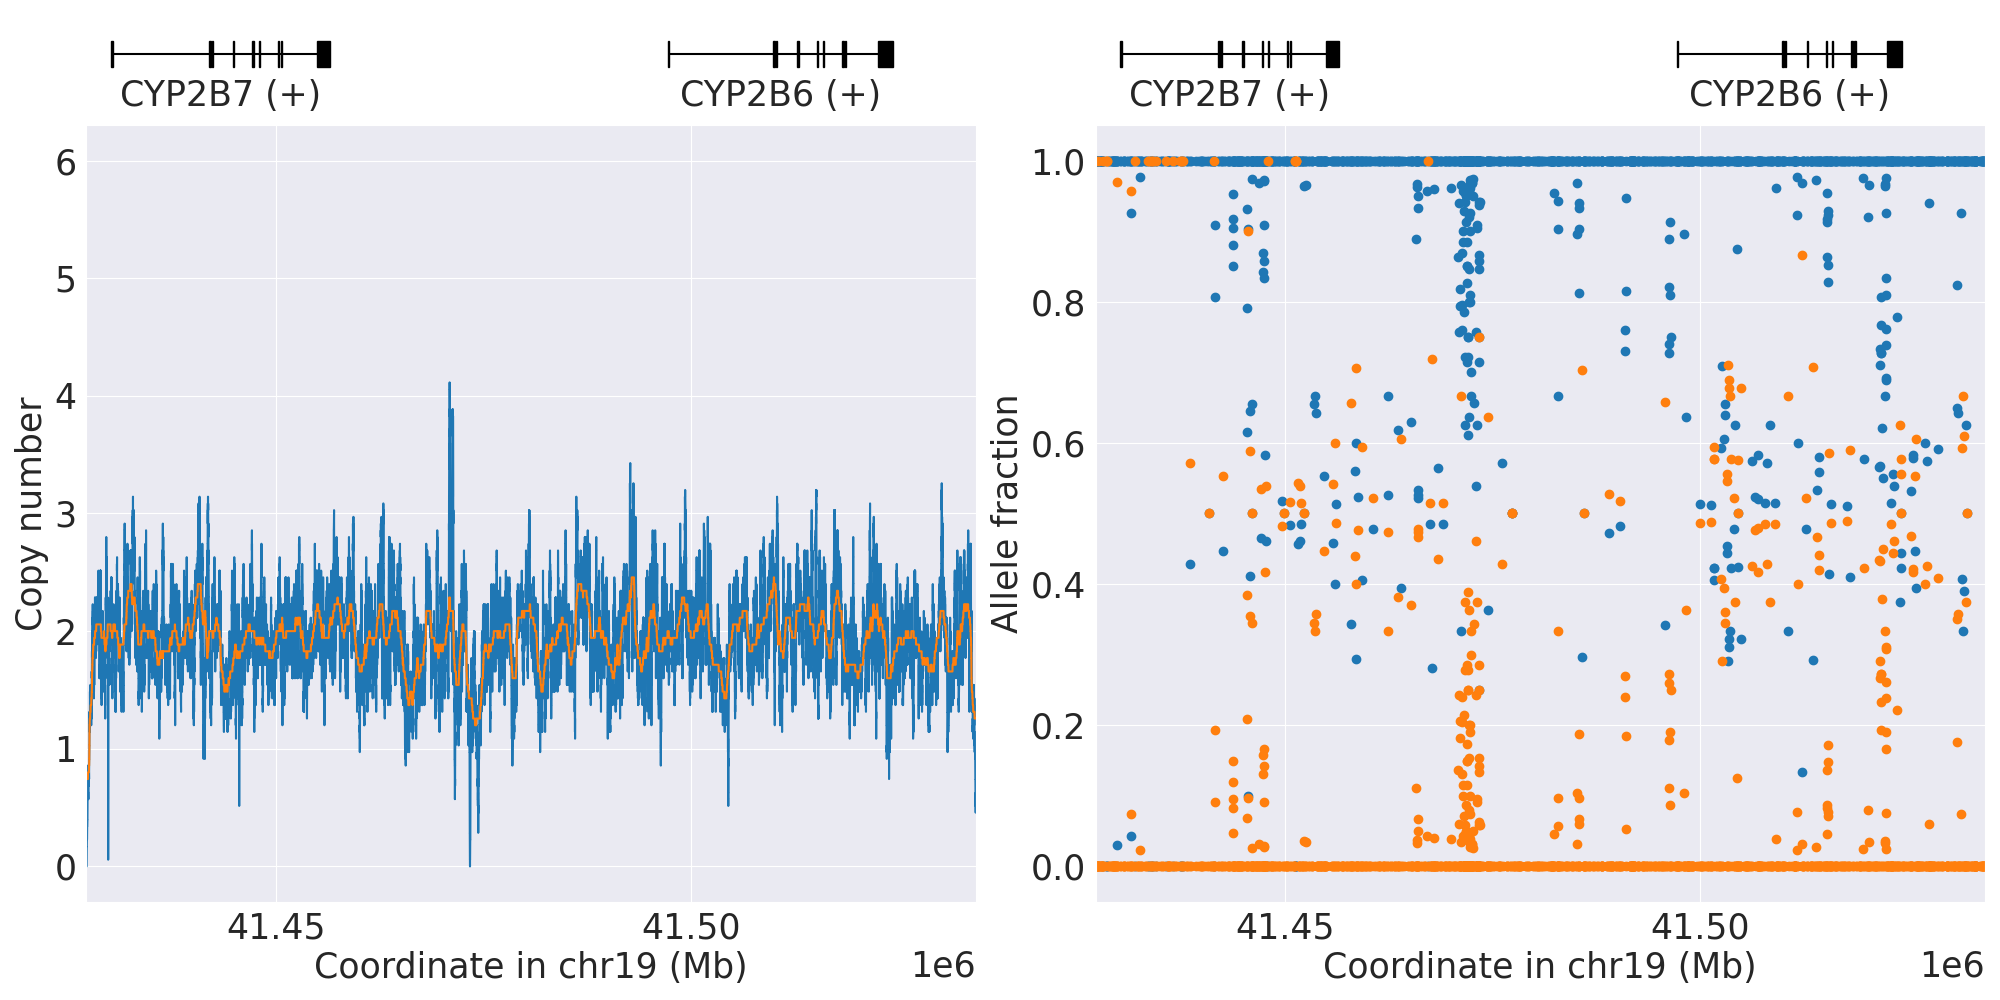 CYP2B7 (+)
CYP2B6 (+)
Copy number
6
5
4
3
2
1
0
41.45
41.50
Coordinate in chr19 (Mb)
1e6
CYP2B7 (+)
CYP2B6 (+)
Allele fraction
1.0
0.8
0.6
0.4
0.2
0.0
41.45
41.50
Coordinate in chr19 (Mb)
1e6